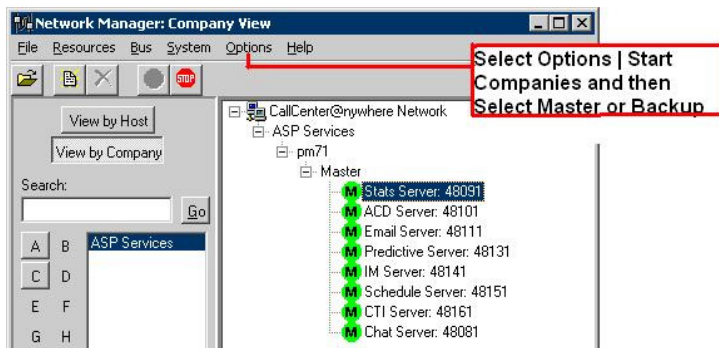 Network Manager: Company View
File Resources Bus System Options Help
Select Options | Start
Companies and then
Select Master or Backup
STOP
View by Host
View by Company
Search:
Go
A B
C D
E F
G H
ASP Services
CallCenter@nywhere Network
ASP Services
pm71
Master
M Stats Server: 48091
M ACD Server: 48101
M Email Server: 48111
M Predictive Server: 48131
M IM Server: 48141
M Schedule Server: 48151
M CTI Server: 48161
M Chat Server: 48081